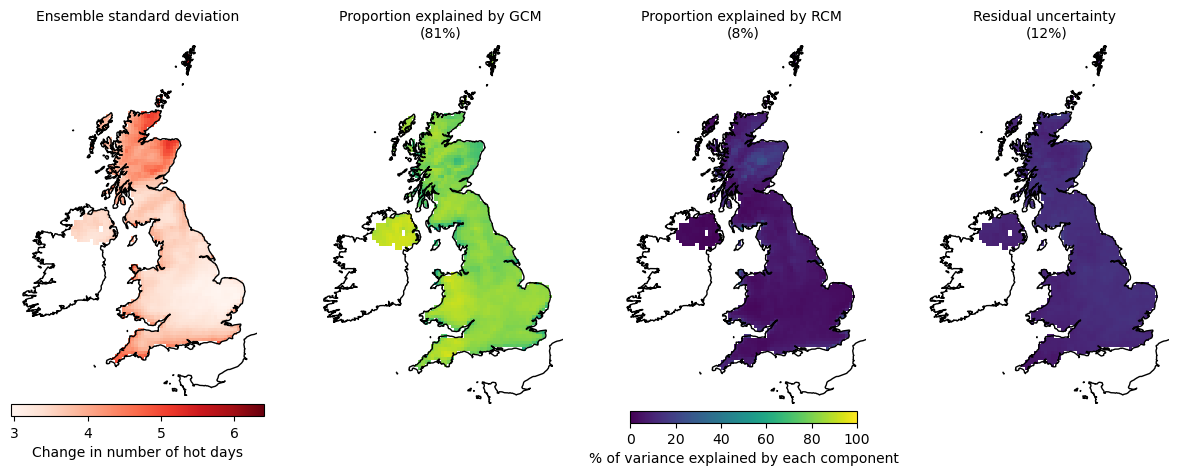 Ensemble standard deviation
Proportion explained by GCM
(81%)
Proportion explained by RCM
(8%)
Residual uncertainty
(12%)
3 4 5 6
Change in number of hot days
0 20 40 60 80 100
% of variance explained by each component